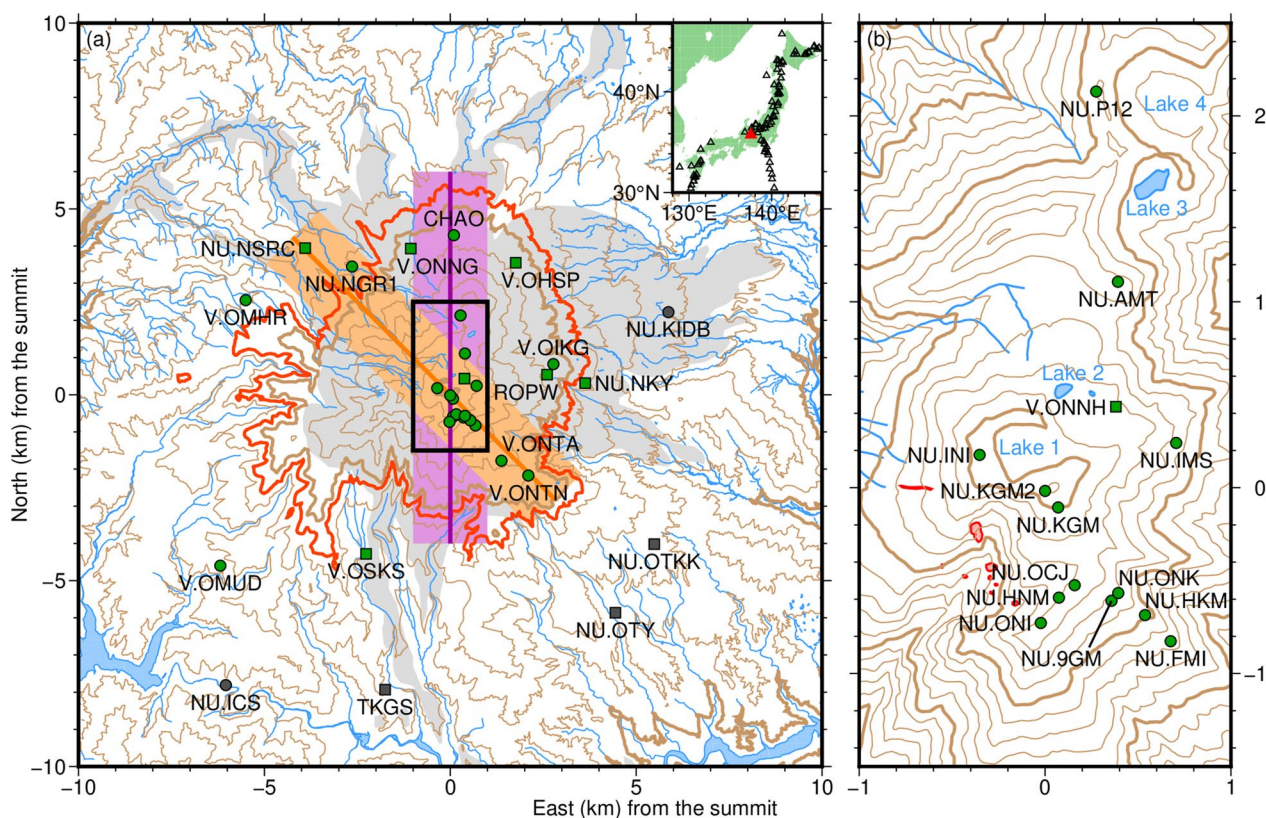 (a)
10
5
0
−5
−10
North (km) from the summit
−10
−5
0
5
10
East (km) from the summit
40°N
30°N
130°E
140°E
CHAO
NU.NSRC
V.ONNG
NU.NGR1
V.OHSP
V.OMHR
NU.KIDB
V.OIKG
ROPW
NU.NKY
V.ONTA
V.ONTN
V.OSKS
V.OMUD
NU.OTKK
NU.OTY
NU.ICS
TKGS
(b)
NU.P12
Lake 4
Lake 3
NU.AMT
Lake 2
V.ONNH
Lake 1
NU.INI
NU.IMS
NU.KGM2
NU.KGM
NU.OCJ
NU.ONK
NU.HNM
NU.HKM
NU.ONI
NU.9GM
NU.FMI
2
1
0
−1
−1
0
1